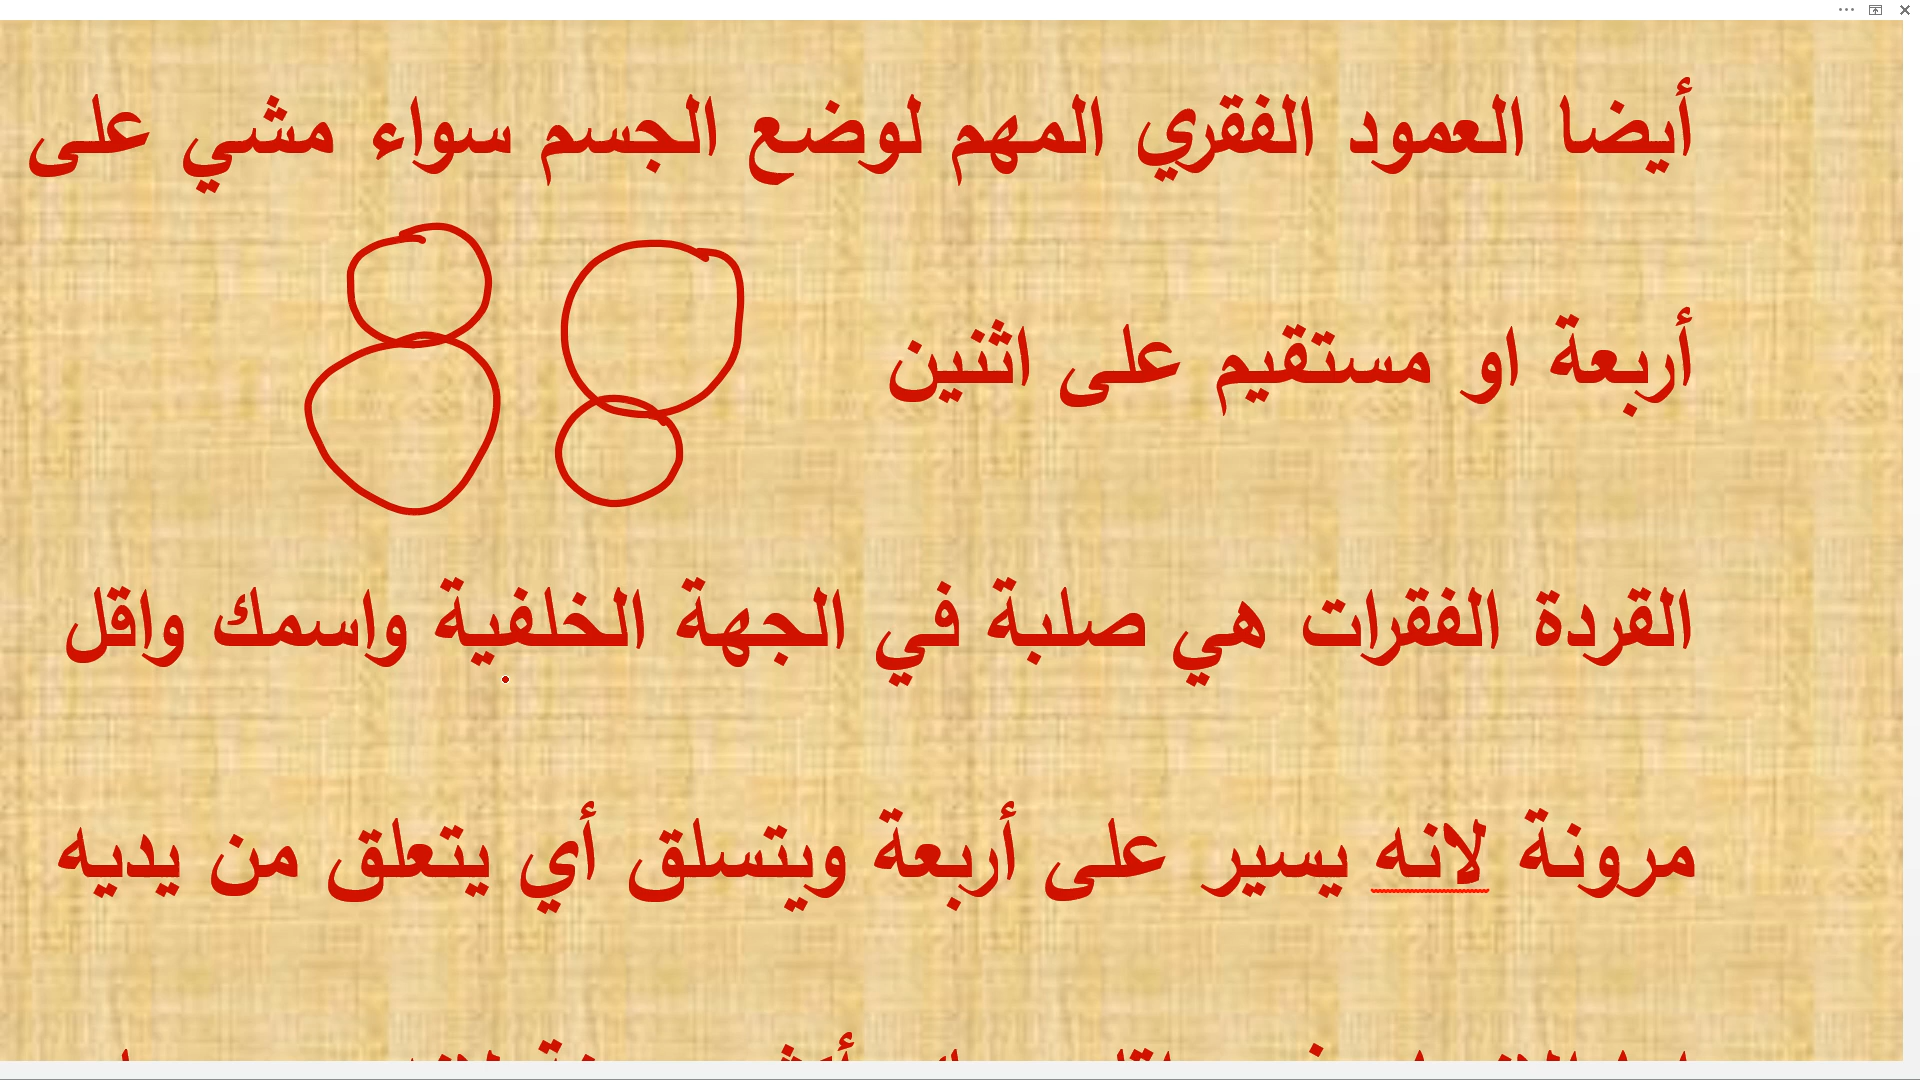 أيضا العمود الفقري المهم لوضع الجسم سواء مشي على
أربعة او مستقيم على اثنين
القردة الفقرات هي صلبة في الجهة الخلفية واسمك واقل
مرونة لانه يسير على أربعة ويتسلق أي يتعلق من يديه